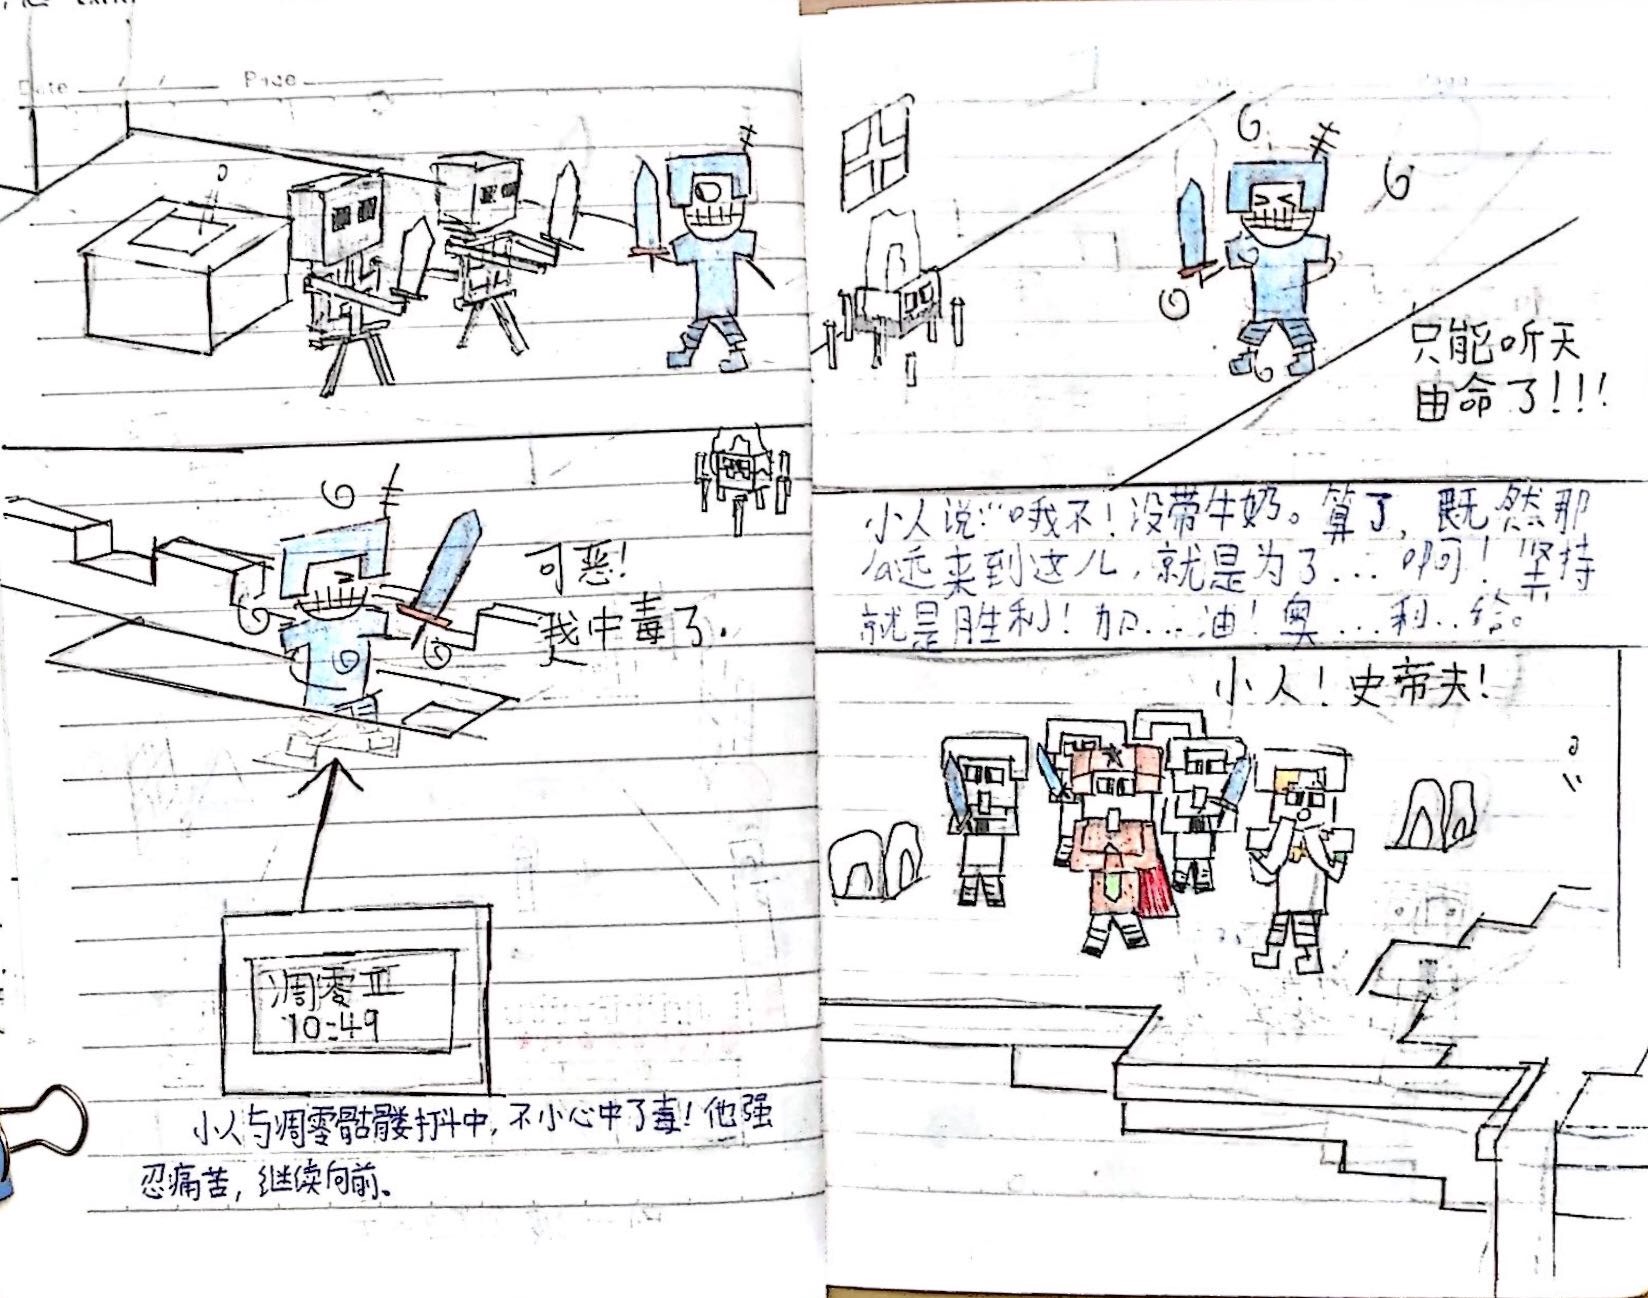 Date / / Page
可恶!
我中毒了.
凋零II
10:49
小人与凋零骷髅打斗中,不小心中了毒!他强
忍痛苦,继续向前。
只能听天
由命了!!!
小人说:“哦不!没带牛奶。算了,既然那
么远来到这儿,就是为了...啊!坚持
就是胜利!加...油!奥...利..给。
小人!史蒂夫!